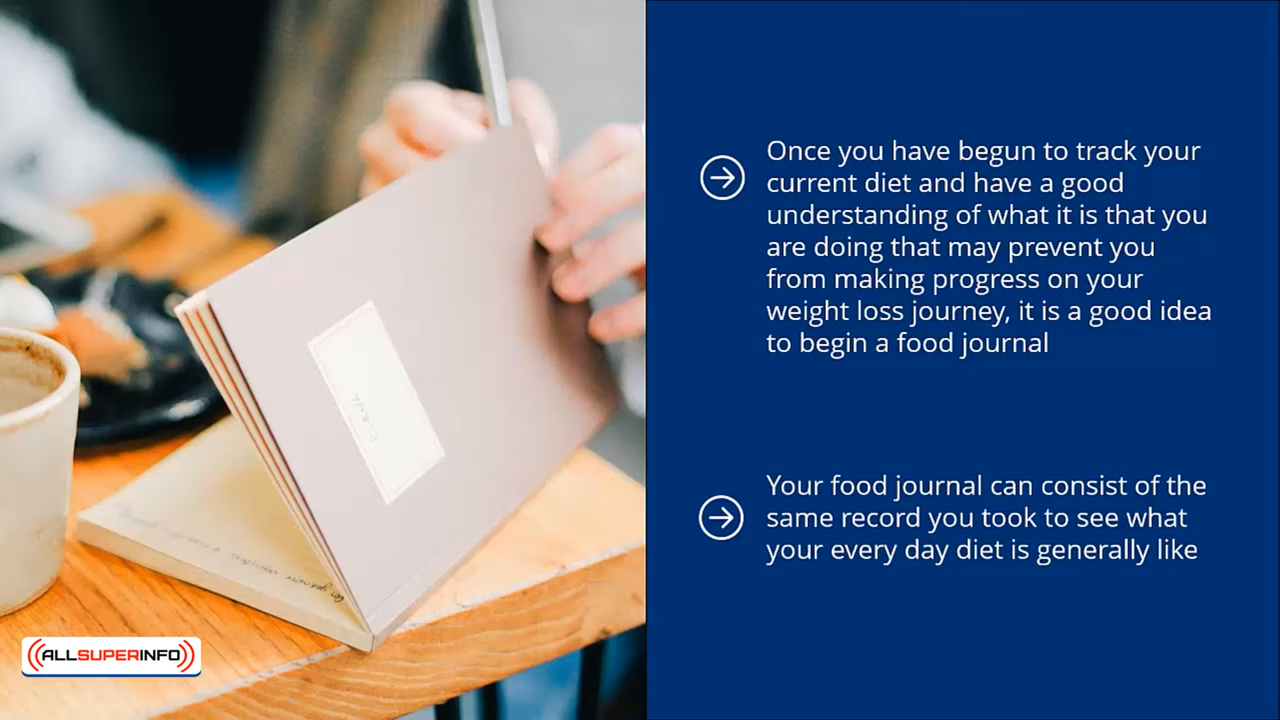 Once you have begun to track your
current diet and have a good
understanding of what it is that you
are doing that may prevent you
from making progress on your
weight loss journey, it is a good idea
to begin a food journal
Your food journal can consist of the
same record you took to see what
your every day diet is generally like
ALLSUPERINFO